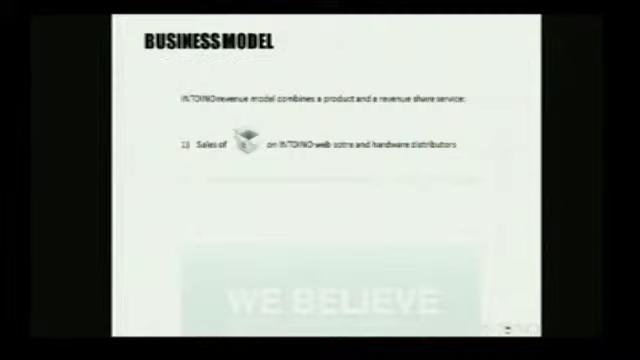 BUSINESS MODEL
INTOINO revenue model combines a product and a revenue share service:
1) Sales of on INTOINO web sotre and hardware distributors
WE BELIEVE